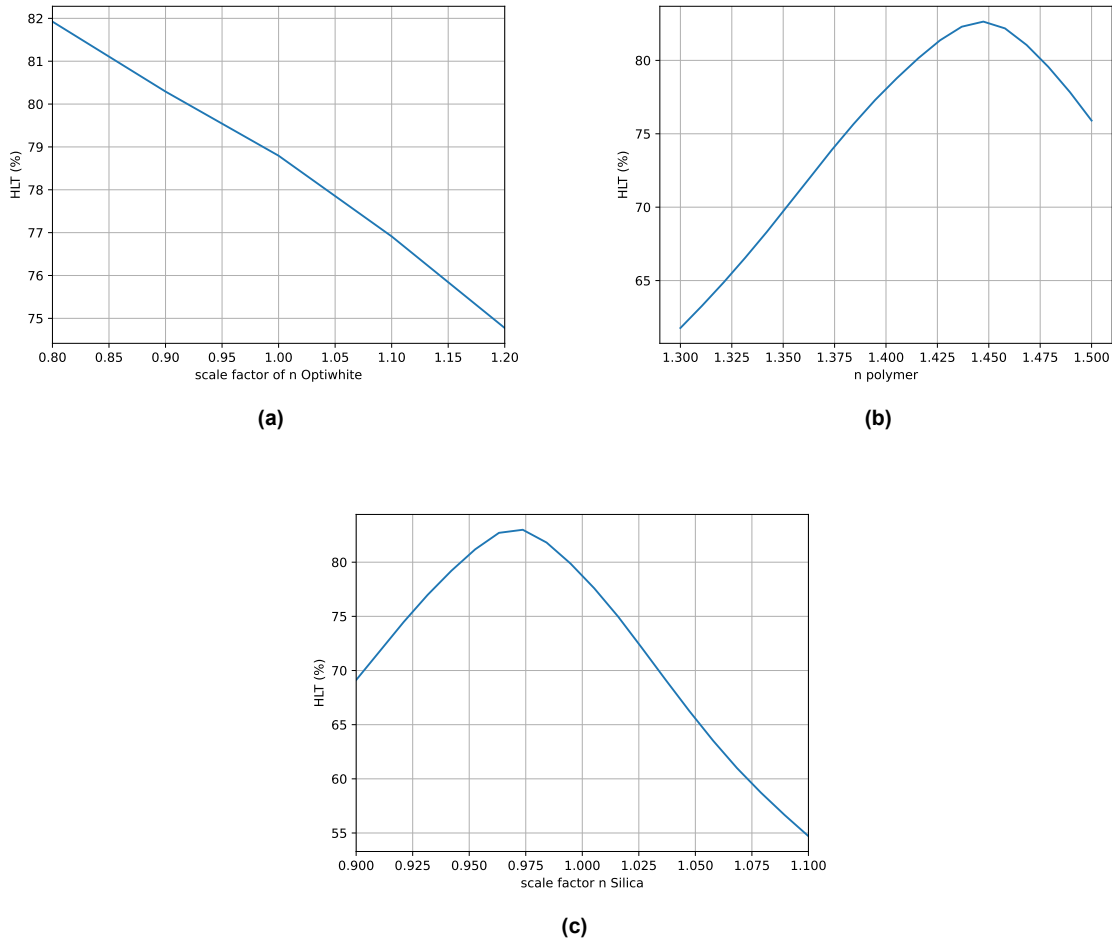 82
81
80
79
78
77
76
75
HLT (%)
0.80 0.85 0.90 0.95 1.00 1.05 1.10 1.15 1.20
scale factor of n Optiwhite
(a)
80
75
70
65
HLT (%)
1.300 1.325 1.350 1.375 1.400 1.425 1.450 1.475 1.500
n polymer
(b)
80
75
70
65
60
55
HLT (%)
0.900 0.925 0.950 0.975 1.000 1.025 1.050 1.075 1.100
scale factor n Silica
(c)